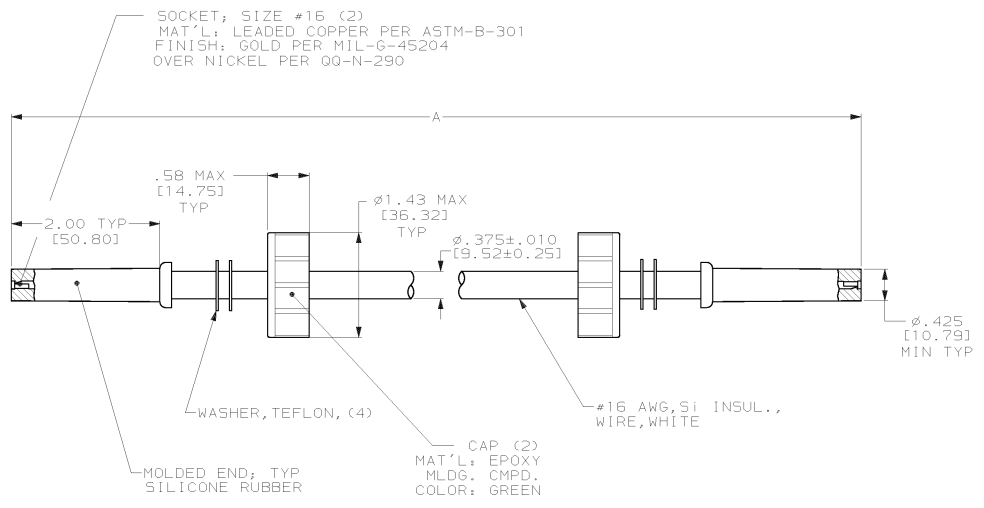 SOCKET; SIZE #16 (2)
MAT'L: LEADED COPPER PER ASTM-B-301
FINISH: GOLD PER MIL-G-45204
OVER NICKEL PER QQ-N-290
A
.58 MAX
[14.75]
TYP
2.00 TYP
[50.80]
ø1.43 MAX
[36.32]
TYP
ø.375±.010
[9.52±0.25]
ø.425
[10.79]
MIN TYP
WASHER,TEFLON,(4)
#16 AWG,Si INSUL.,
WIRE,WHITE
CAP (2)
MAT'L: EPOXY
MLDG. CMPD.
COLOR: GREEN
MOLDED END; TYP
SILICONE RUBBER